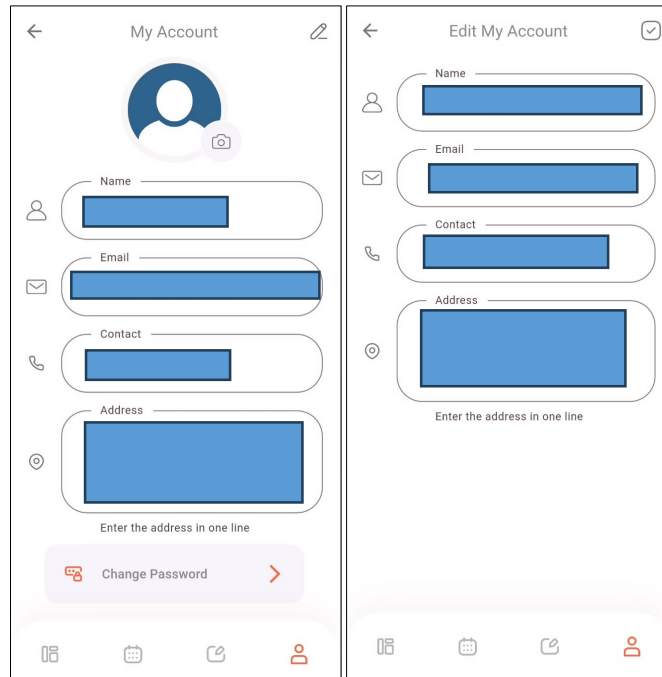 My Account
Name
Email
Contact
Address
Enter the address in one line
Change Password
Edit My Account
Name
Email
Contact
Address
Enter the address in one line